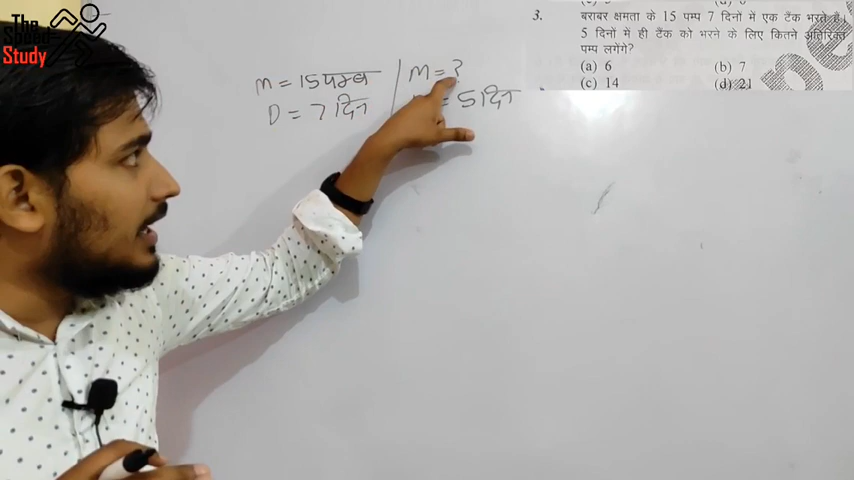 The
Speed
Study
3. बराबर क्षमता के 15 पम्प 7 दिनों में एक टैंक भरते हैं।
5 दिनों में ही टैंक को भरने के लिए कितने अतिरिक्त
पम्प लगेंगे?
(a) 6 (b) 7
(c) 14 (d) 21
M = 15 पम्प
D = 7 दिन
M = ?
= 5 दिन